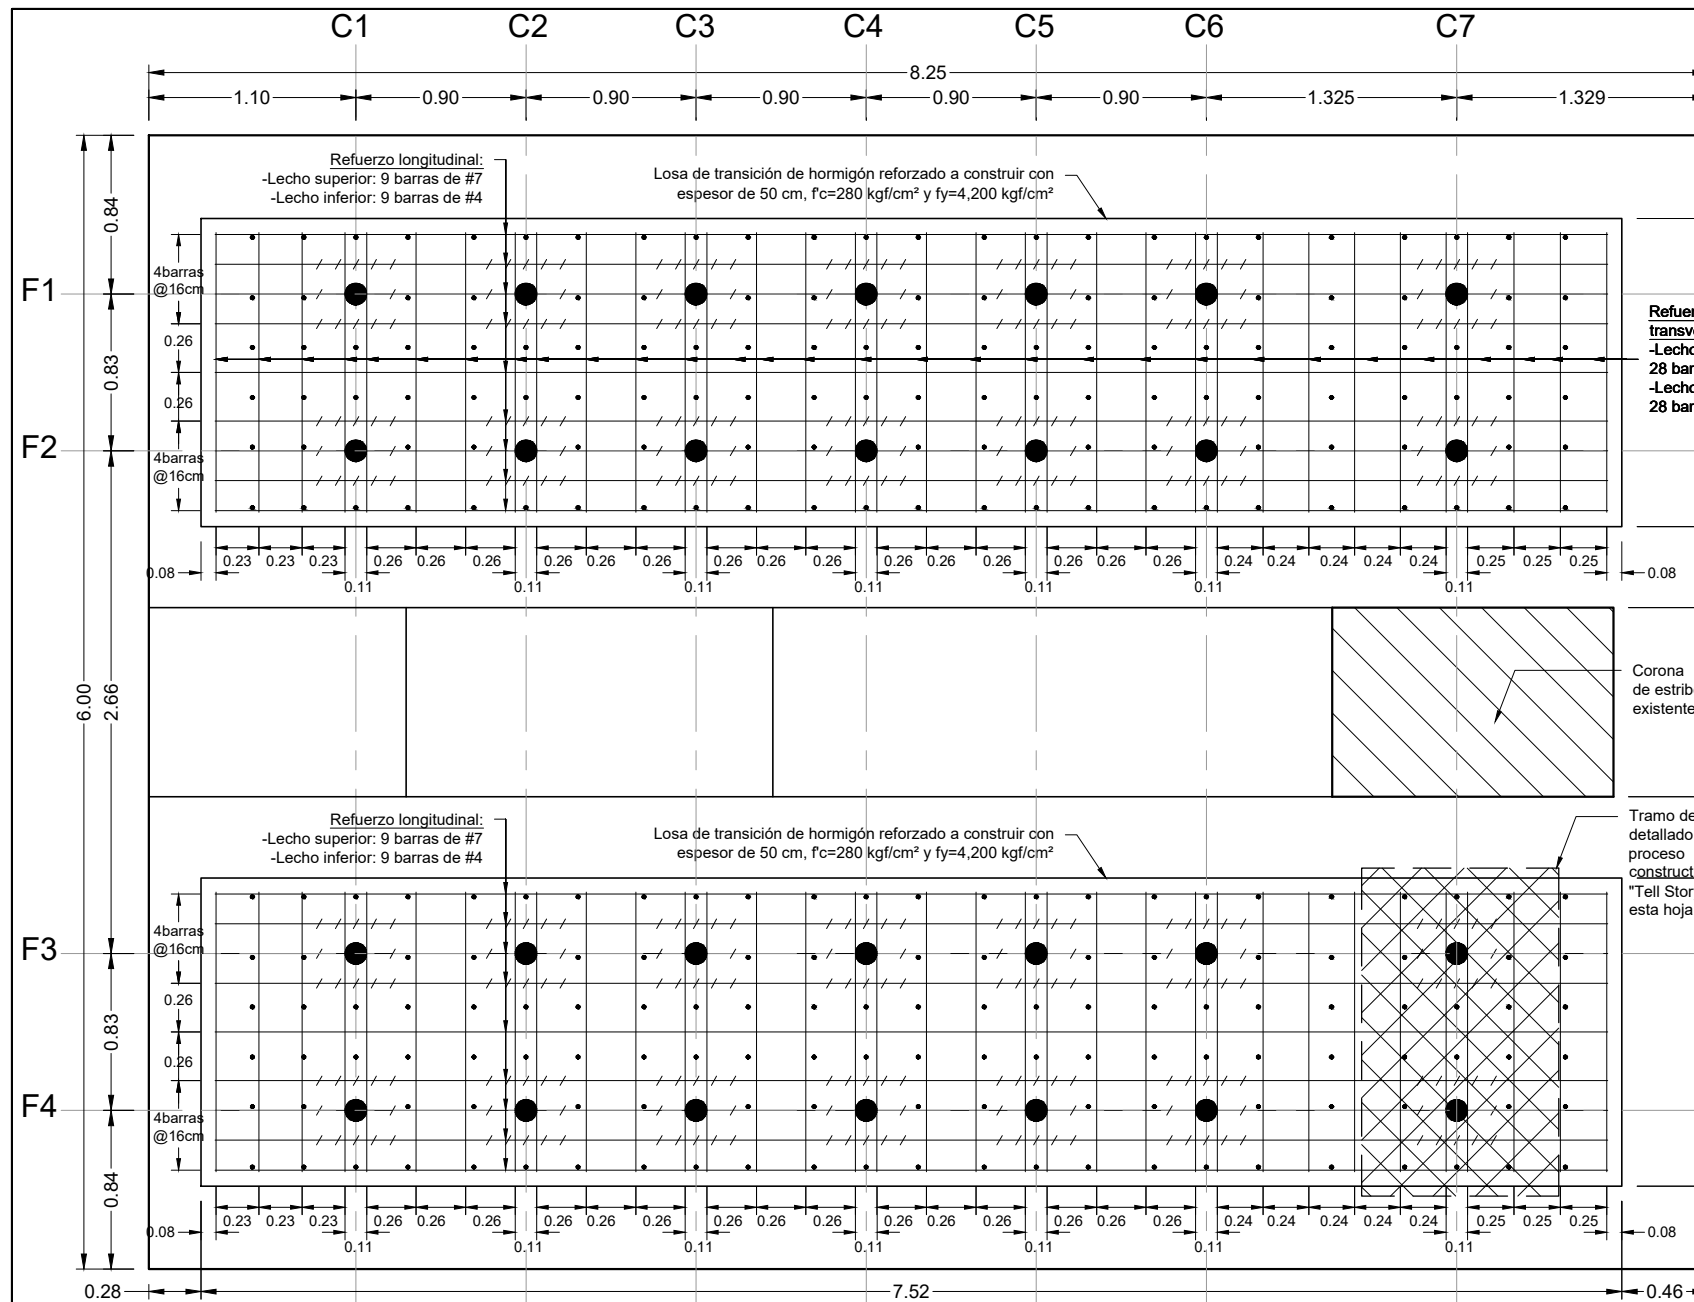 C1 C2 C3 C4 C5 C6 C7
8.25
1.10 0.90 0.90 0.90 0.90 0.90 1.325 1.329
Refuerzo longitudinal:
-Lecho superior: 9 barras de #7
-Lecho inferior: 9 barras de #4
Losa de transición de hormigón reforzado a construir con
espesor de 50 cm, f'c=280 kgf/cm² y fy=4,200 kgf/cm²
0.84
4barras
@16cm
F1
0.26
0.83
0.26
F2
4barras
@16cm
Refuer
transve
-Lecho
28 bar
-Lecho
28 bar
0.23 0.23 0.23 0.26 0.26 0.26 0.26 0.26 0.26 0.26 0.26 0.26 0.26 0.26 0.26 0.26 0.26 0.26 0.24 0.24 0.24 0.24 0.24 0.25 0.25 0.25
0.08 0.11 0.11 0.11 0.11 0.11 0.11 0.11 0.08
6.00
2.66
Corona
de estribo
existente
Refuerzo longitudinal:
-Lecho superior: 9 barras de #7
-Lecho inferior: 9 barras de #4
Losa de transición de hormigón reforzado a construir con
espesor de 50 cm, f'c=280 kgf/cm² y fy=4,200 kgf/cm²
Tramo de
detallado
proceso
construct
"Tell Stor
esta hoja
4barras
@16cm
F3
0.26
0.83
0.26
F4
4barras
@16cm
0.84
0.23 0.23 0.23 0.26 0.26 0.26 0.26 0.26 0.26 0.26 0.26 0.26 0.26 0.26 0.26 0.26 0.26 0.26 0.24 0.24 0.24 0.24 0.24 0.25 0.25 0.25
0.08 0.11 0.11 0.11 0.11 0.11 0.11 0.11 0.08
0.28 7.52 0.46